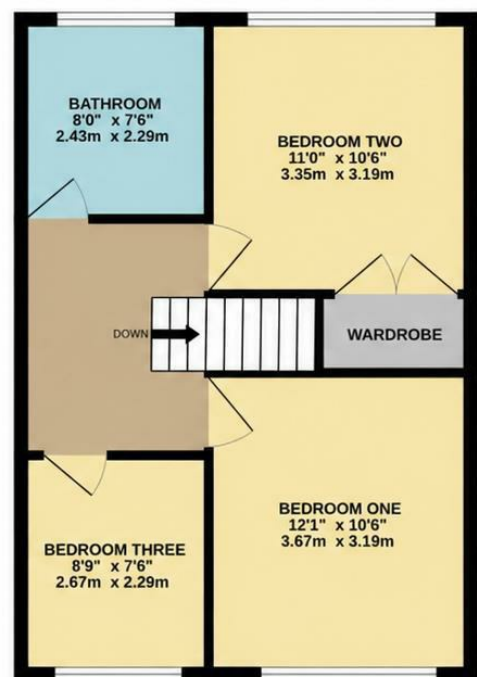 BATHROOM
8'0" x 7'6"
2.43m x 2.29m
BEDROOM TWO
11'0" x 10'6"
3.35m x 3.19m
DOWN
WARDROBE
BEDROOM ONE
12'1" x 10'6"
3.67m x 3.19m
BEDROOM THREE
8'9" x 7'6"
2.67m x 2.29m